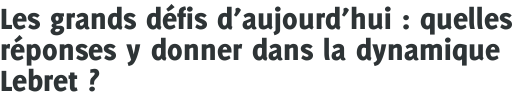 Les grands défis d’aujourd’hui : quelles
réponses y donner dans la dynamique
Lebret ?